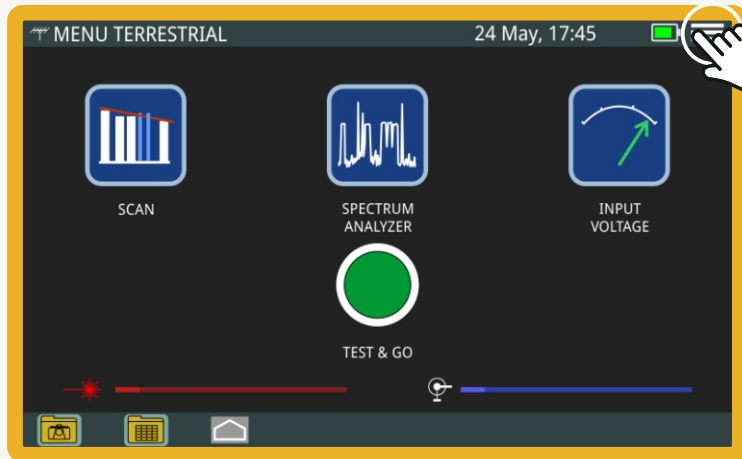 MENU TERRESTRIAL
24 May, 17:45
SCAN
SPECTRUM
ANALYZER
INPUT
VOLTAGE
TEST & GO